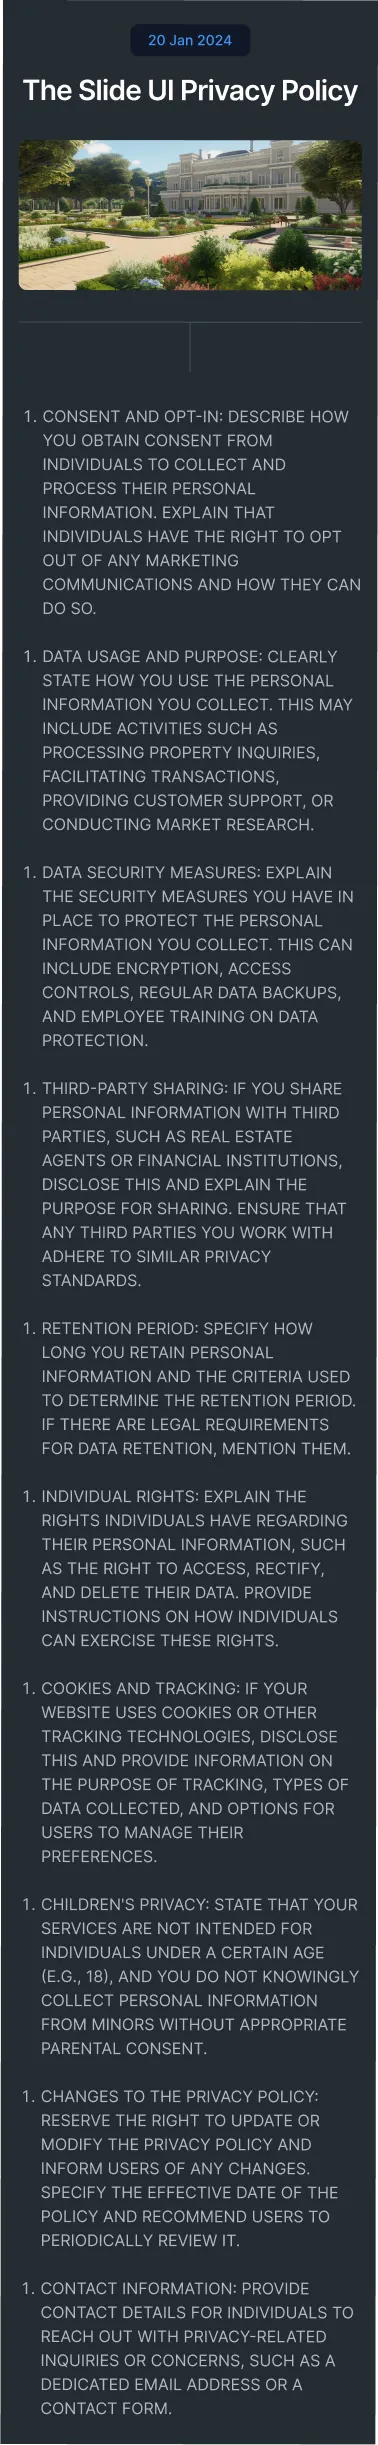 20 Jan 2024
The Slide UI Privacy Policy
1. CONSENT AND OPT-IN: DESCRIBE HOW
YOU OBTAIN CONSENT FROM
INDIVIDUALS TO COLLECT AND
PROCESS THEIR PERSONAL
INFORMATION. EXPLAIN THAT
INDIVIDUALS HAVE THE RIGHT TO OPT
OUT OF ANY MARKETING
COMMUNICATIONS AND HOW THEY CAN
DO SO.
1. DATA USAGE AND PURPOSE: CLEARLY
STATE HOW YOU USE THE PERSONAL
INFORMATION YOU COLLECT. THIS MAY
INCLUDE ACTIVITIES SUCH AS
PROCESSING PROPERTY INQUIRIES,
FACILITATING TRANSACTIONS,
PROVIDING CUSTOMER SUPPORT, OR
CONDUCTING MARKET RESEARCH.
1. DATA SECURITY MEASURES: EXPLAIN
THE SECURITY MEASURES YOU HAVE IN
PLACE TO PROTECT THE PERSONAL
INFORMATION YOU COLLECT. THIS CAN
INCLUDE ENCRYPTION, ACCESS
CONTROLS, REGULAR DATA BACKUPS,
AND EMPLOYEE TRAINING ON DATA
PROTECTION.
1. THIRD-PARTY SHARING: IF YOU SHARE
PERSONAL INFORMATION WITH THIRD
PARTIES, SUCH AS REAL ESTATE
AGENTS OR FINANCIAL INSTITUTIONS,
DISCLOSE THIS AND EXPLAIN THE
PURPOSE FOR SHARING. ENSURE THAT
ANY THIRD PARTIES YOU WORK WITH
ADHERE TO SIMILAR PRIVACY
STANDARDS.
1. RETENTION PERIOD: SPECIFY HOW
LONG YOU RETAIN PERSONAL
INFORMATION AND THE CRITERIA USED
TO DETERMINE THE RETENTION PERIOD.
IF THERE ARE LEGAL REQUIREMENTS
FOR DATA RETENTION, MENTION THEM.
1. INDIVIDUAL RIGHTS: EXPLAIN THE
RIGHTS INDIVIDUALS HAVE REGARDING
THEIR PERSONAL INFORMATION, SUCH
AS THE RIGHT TO ACCESS, RECTIFY,
AND DELETE THEIR DATA. PROVIDE
INSTRUCTIONS ON HOW INDIVIDUALS
CAN EXERCISE THESE RIGHTS.
1. COOKIES AND TRACKING: IF YOUR
WEBSITE USES COOKIES OR OTHER
TRACKING TECHNOLOGIES, DISCLOSE
THIS AND PROVIDE INFORMATION ON
THE PURPOSE OF TRACKING, TYPES OF
DATA COLLECTED, AND OPTIONS FOR
USERS TO MANAGE THEIR
PREFERENCES.
1. CHILDREN'S PRIVACY: STATE THAT YOUR
SERVICES ARE NOT INTENDED FOR
INDIVIDUALS UNDER A CERTAIN AGE
(E.G., 18), AND YOU DO NOT KNOWINGLY
COLLECT PERSONAL INFORMATION
FROM MINORS WITHOUT APPROPRIATE
PARENTAL CONSENT.
1. CHANGES TO THE PRIVACY POLICY:
RESERVE THE RIGHT TO UPDATE OR
MODIFY THE PRIVACY POLICY AND
INFORM USERS OF ANY CHANGES.
SPECIFY THE EFFECTIVE DATE OF THE
POLICY AND RECOMMEND USERS TO
PERIODICALLY REVIEW IT.
1. CONTACT INFORMATION: PROVIDE
CONTACT DETAILS FOR INDIVIDUALS TO
REACH OUT WITH PRIVACY-RELATED
INQUIRIES OR CONCERNS, SUCH AS A
DEDICATED EMAIL ADDRESS OR A
CONTACT FORM.